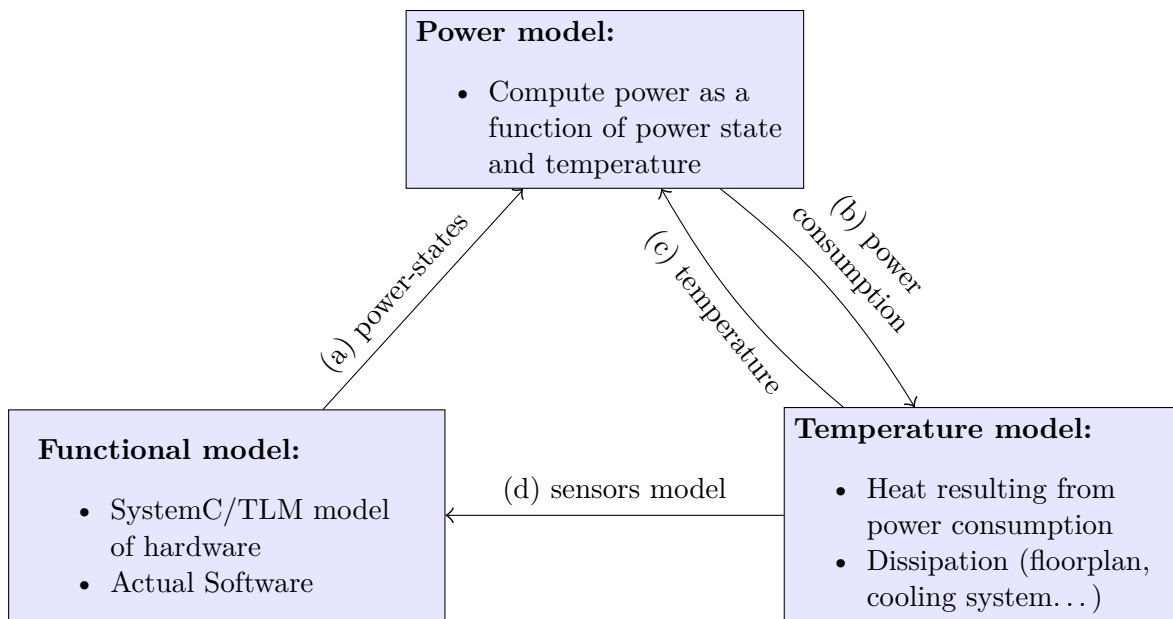 Power model:
• Compute power as a
function of power state
and temperature
(a) power-states
(c) temperature
(b) power
consumption
Functional model:
• SystemC/TLM model
of hardware
• Actual Software
(d) sensors model
Temperature model:
• Heat resulting from
power consumption
• Dissipation (floorplan,
cooling system...)